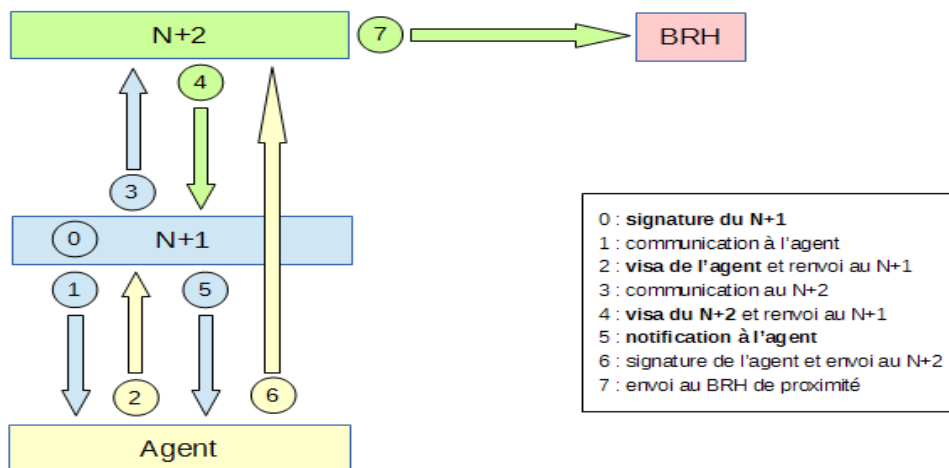 N+2
7
BRH
4
3
0
N+1
1
5
2
6
Agent
0 : signature du N+1
1 : communication à l'agent
2 : visa de l'agent et renvoi au N+1
3 : communication au N+2
4 : visa du N+2 et renvoi au N+1
5 : notification à l'agent
6 : signature de l'agent et envoi au N+2
7 : envoi au BRH de proximité